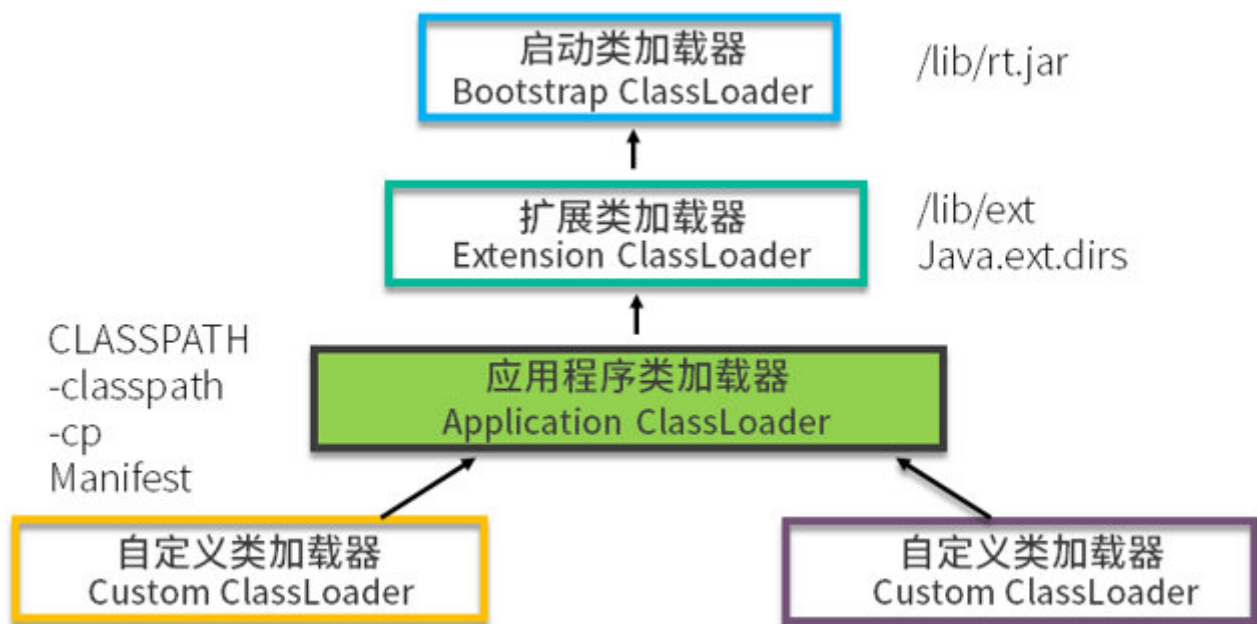 启动类加载器
Bootstrap ClassLoader
/lib/rt.jar
扩展类加载器
Extension ClassLoader
/lib/ext
Java.ext.dirs
CLASSPATH
-classpath
-cp
Manifest
应用程序类加载器
Application ClassLoader
自定义类加载器
Custom ClassLoader
自定义类加载器
Custom ClassLoader